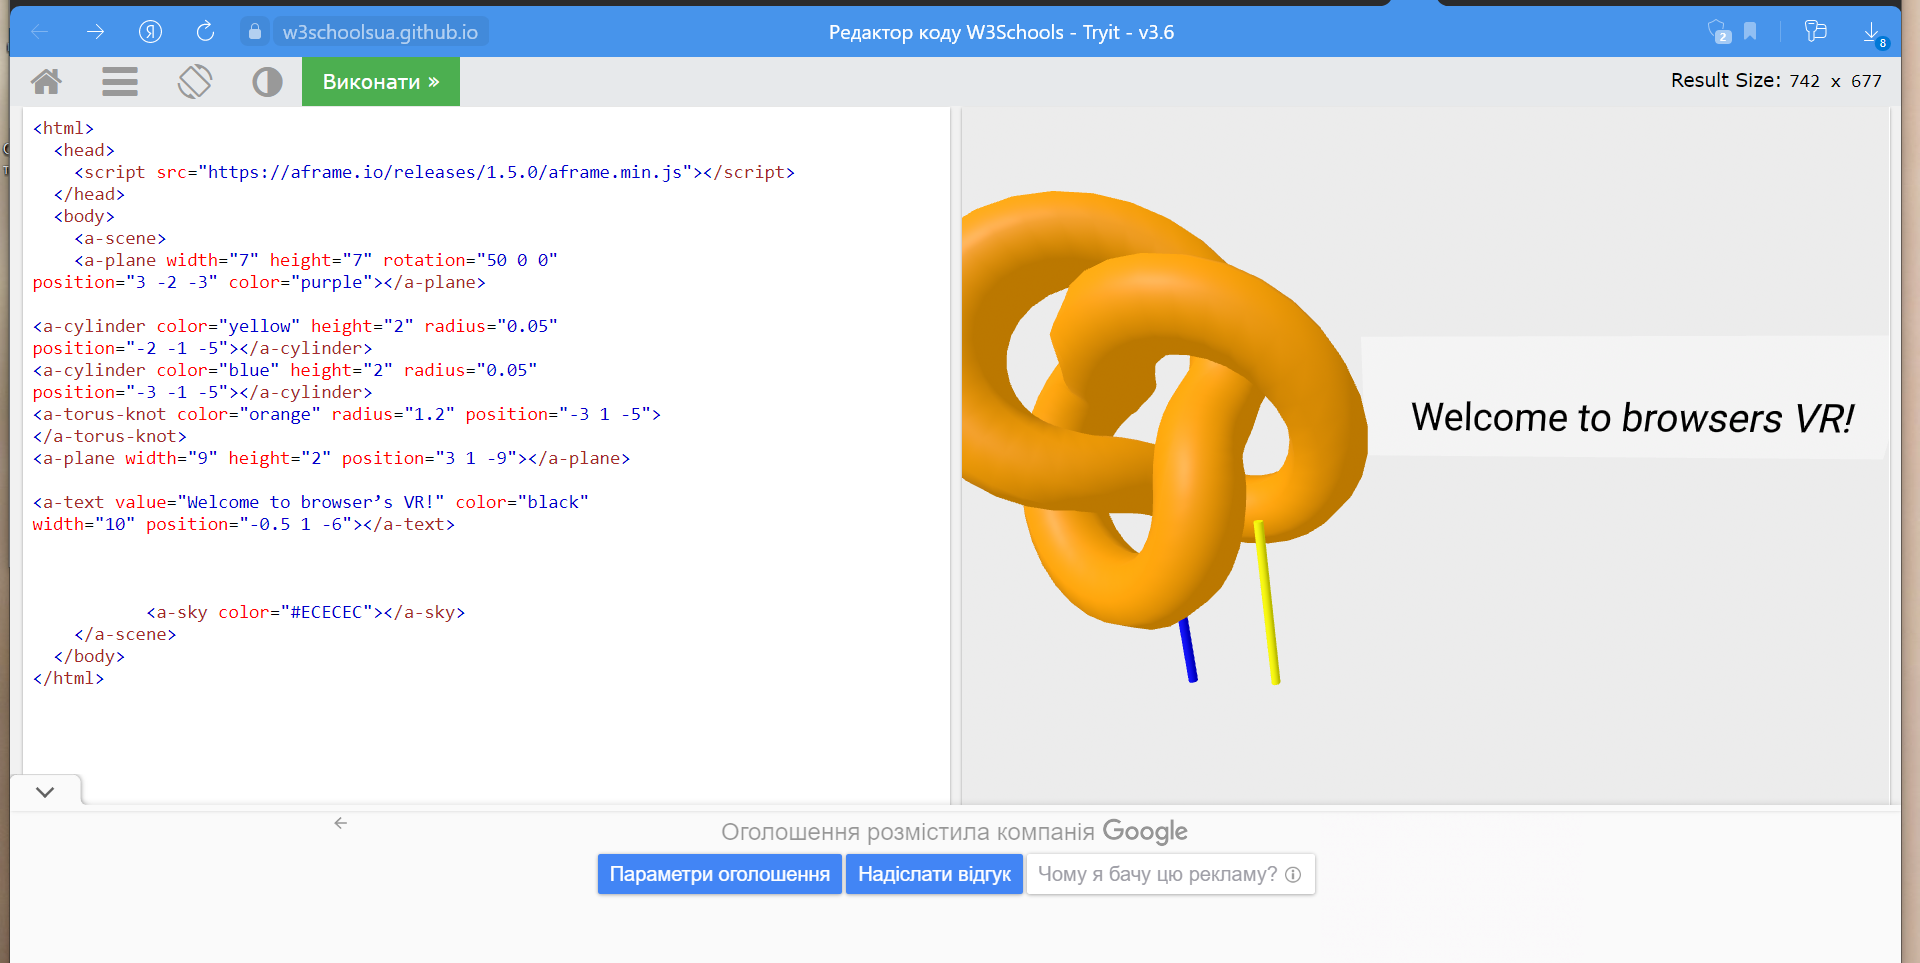 w3schoolsua.github.io
Редактор коду W3Schools - Tryit - v3.6
2
8
Виконати »
Result Size: 742 x 677
<html>
<head>
<script src="https://aframe.io/releases/1.5.0/aframe.min.js"></script>
</head>
<body>
<a-scene>
<a-plane width="7" height="7" rotation="50 0 0"
position="3 -2 -3" color="purple"></a-plane>
<a-cylinder color="yellow" height="2" radius="0.05"
position="-2 -1 -5"></a-cylinder>
<a-cylinder color="blue" height="2" radius="0.05"
position="-3 -1 -5"></a-cylinder>
<a-torus-knot color="orange" radius="1.2" position="-3 1 -5">
</a-torus-knot>
<a-plane width="9" height="2" position="3 1 -9"></a-plane>
<a-text value="Welcome to browser’s VR!" color="black"
width="10" position="-0.5 1 -6"></a-text>
<a-sky color="#ECECEC"></a-sky>
</a-scene>
</body>
</html>
Welcome to browsers VR!
Оголошення розмістила компанія Google
Параметри оголошення
Надіслати відгук
Чому я бачу цю рекламу?